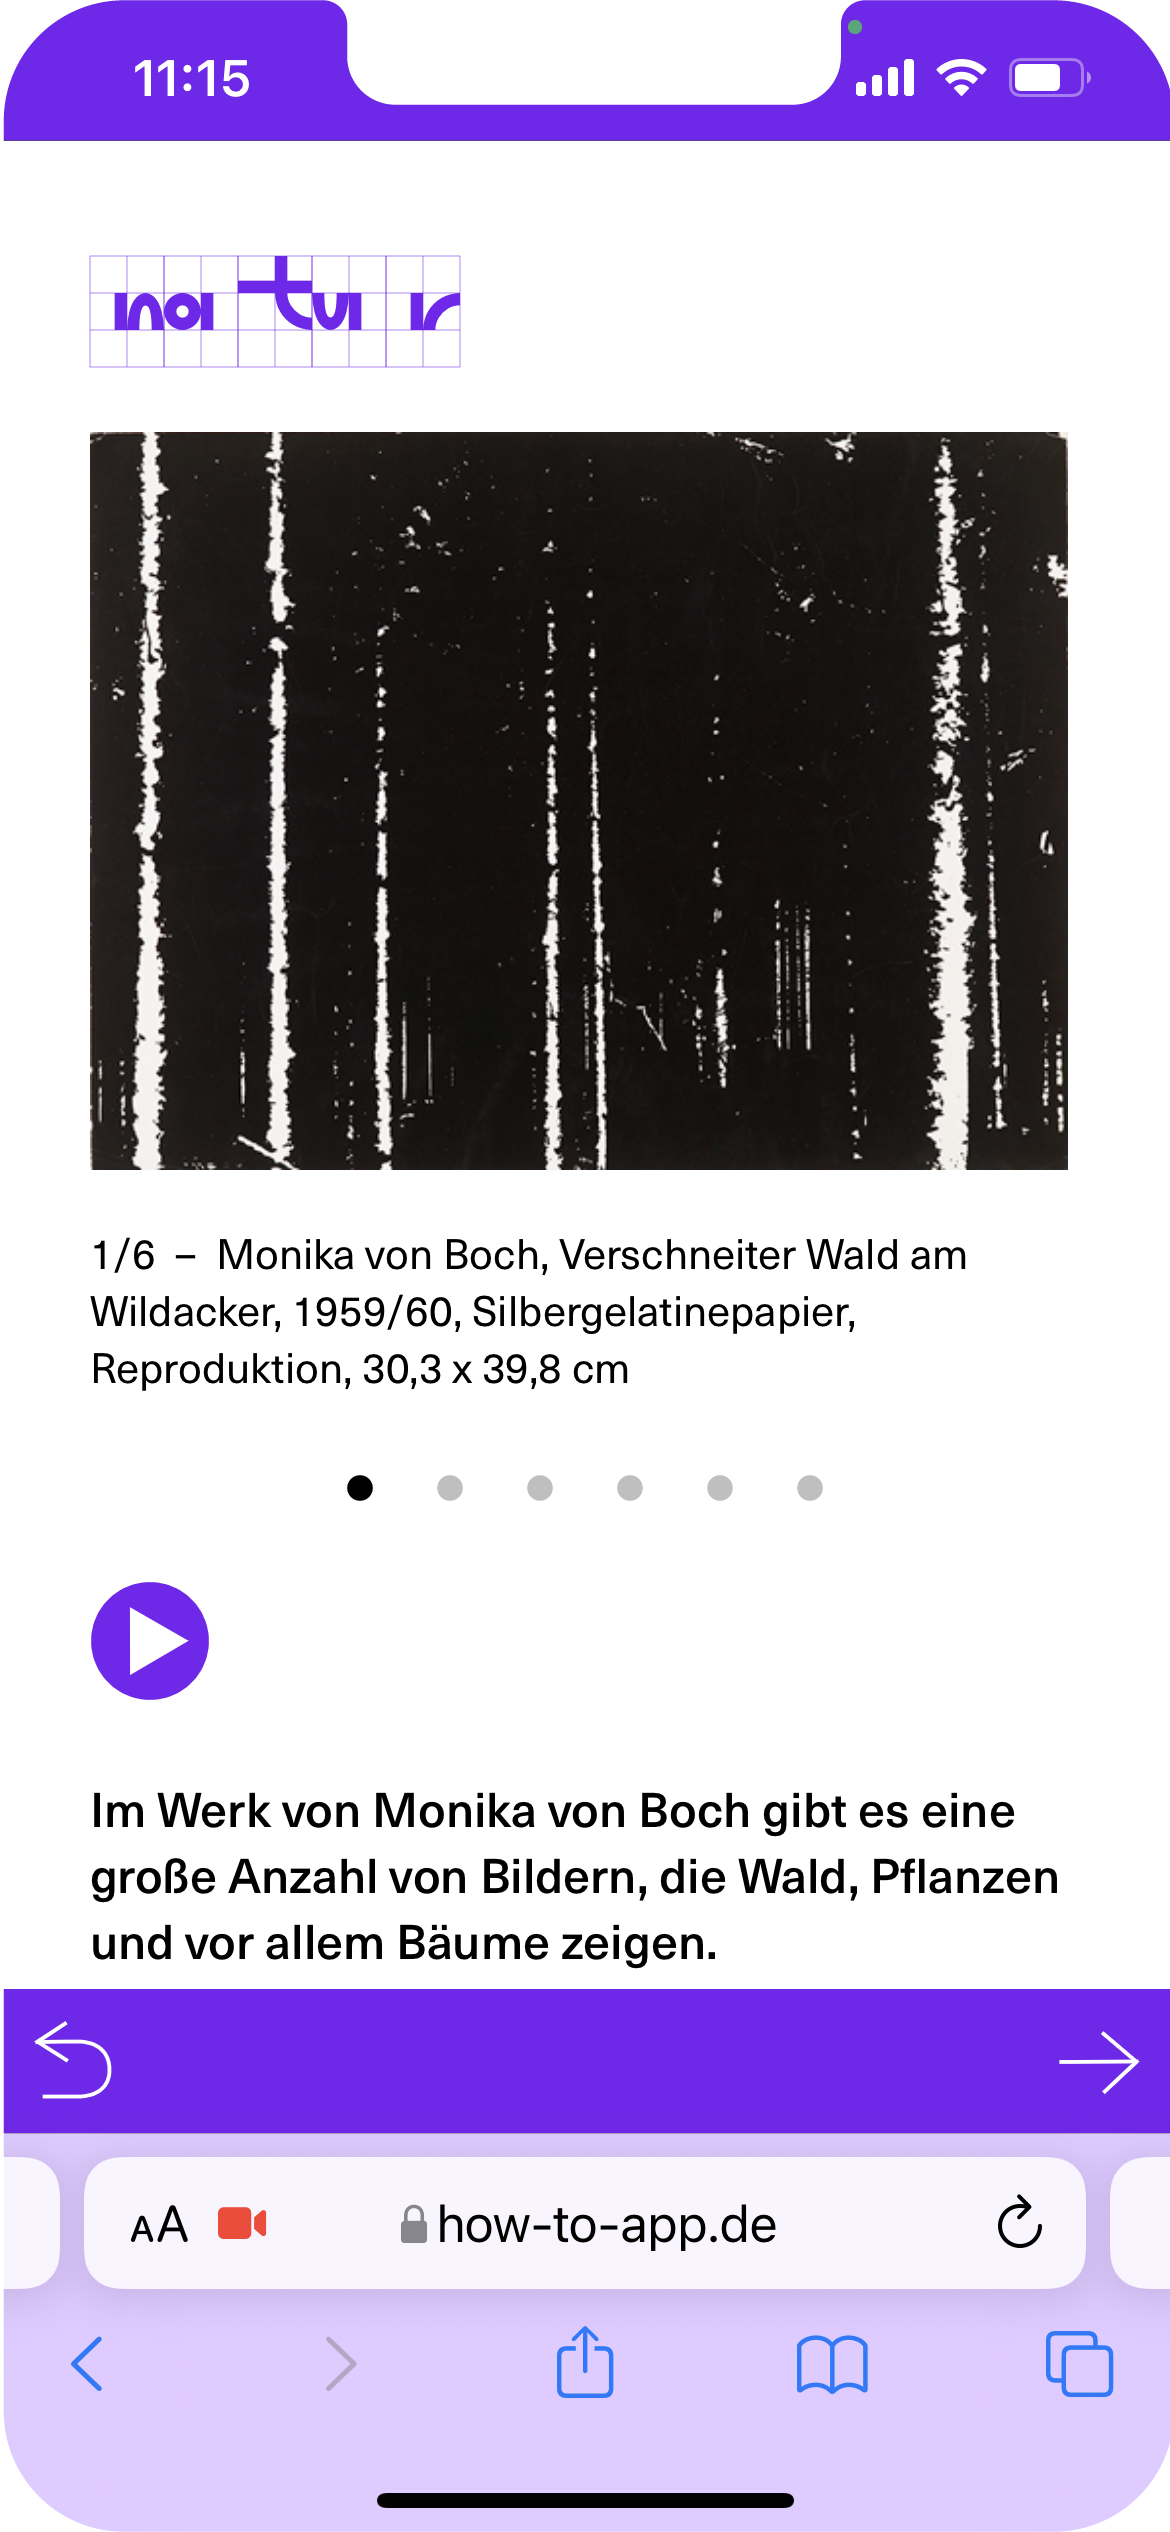 11:15
natur
1/6 – Monika von Boch, Verschneiter Wald am
Wildacker, 1959/60, Silbergelatinepapier,
Reproduktion, 30,3 x 39,8 cm
Im Werk von Monika von Boch gibt es eine
große Anzahl von Bildern, die Wald, Pflanzen
und vor allem Bäume zeigen.
AA how-to-app.de